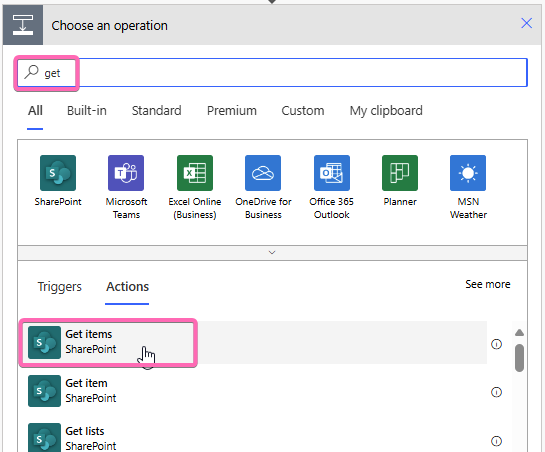 Choose an operation
get
All Built-in Standard Premium Custom My clipboard
SharePoint Microsoft Teams Excel Online (Business) OneDrive for Business Office 365 Outlook Planner MSN Weather
Triggers Actions See more
Get items
SharePoint
Get item
SharePoint
Get lists
SharePoint